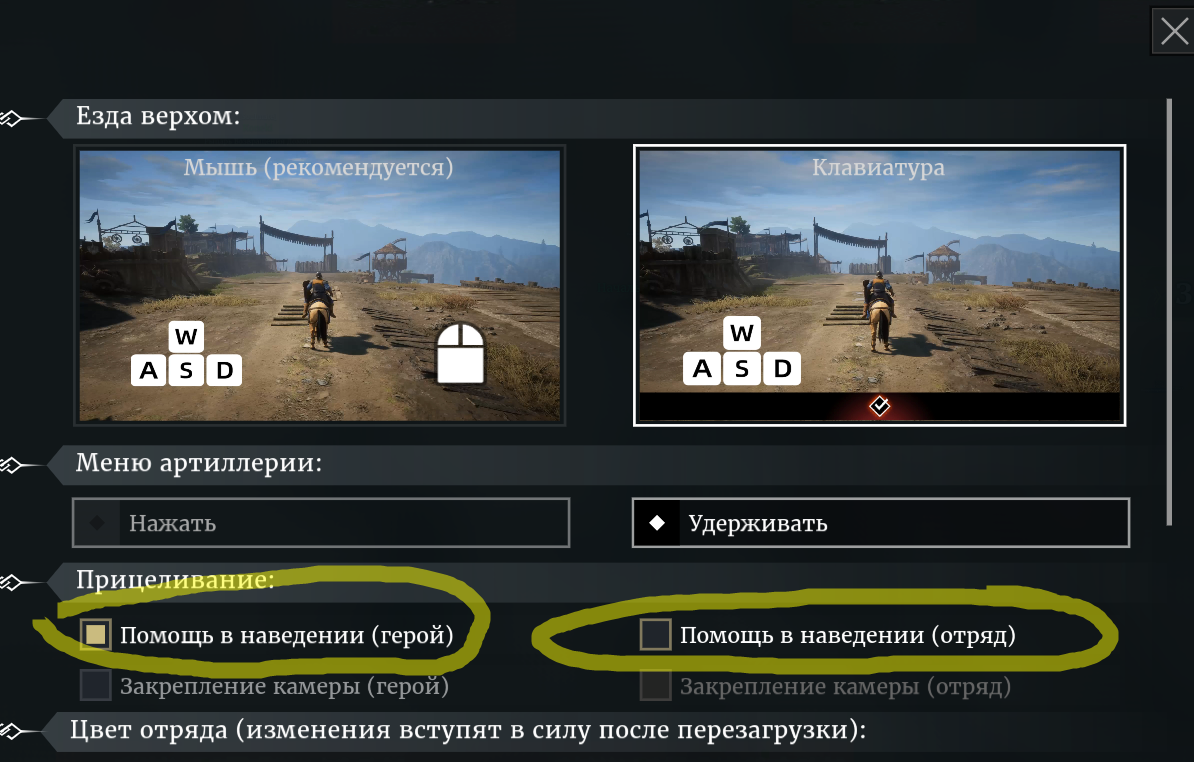 Езда верхом:
Мышь (рекомендуется)
Клавиатура
W
A S D
W
A S D
Меню артиллерии:
Нажать
Удерживать
Прицеливание:
Помощь в наведении (герой)
Помощь в наведении (отряд)
Закрепление камеры (герой)
Закрепление камеры (отряд)
Цвет отряда (изменения вступят в силу после перезагрузки):